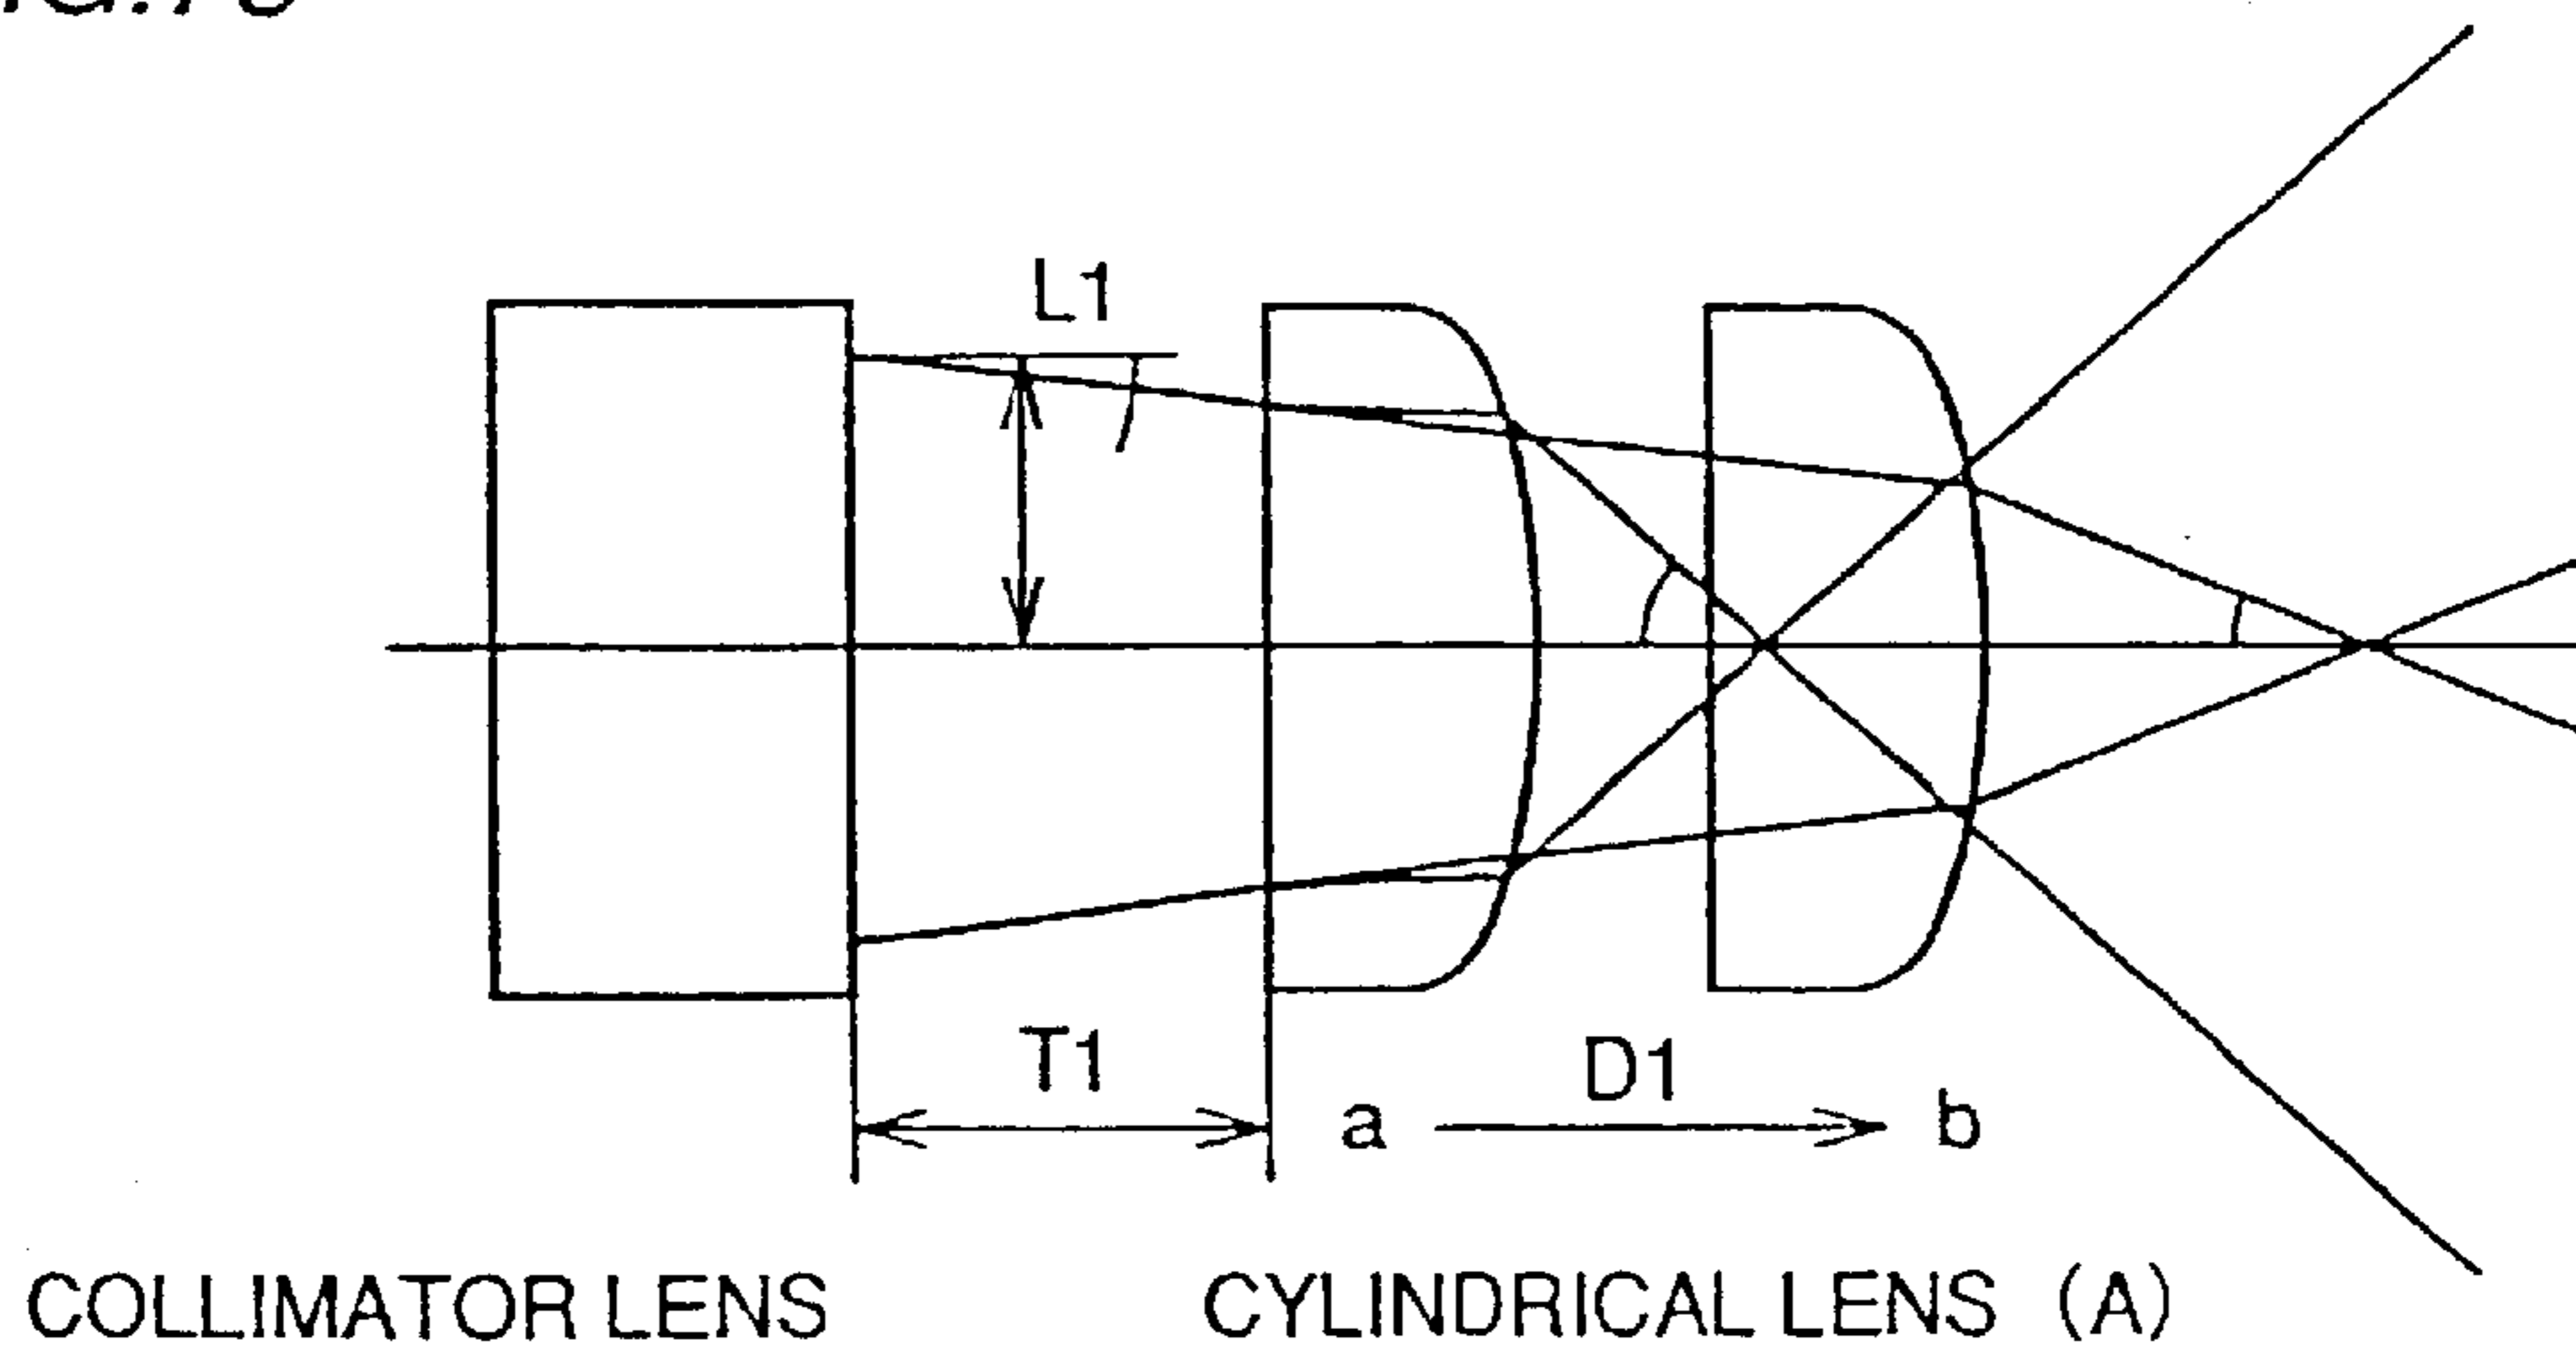 L1
T1
D1
a
b
COLLIMATOR LENS
CYLINDRICAL LENS (A)